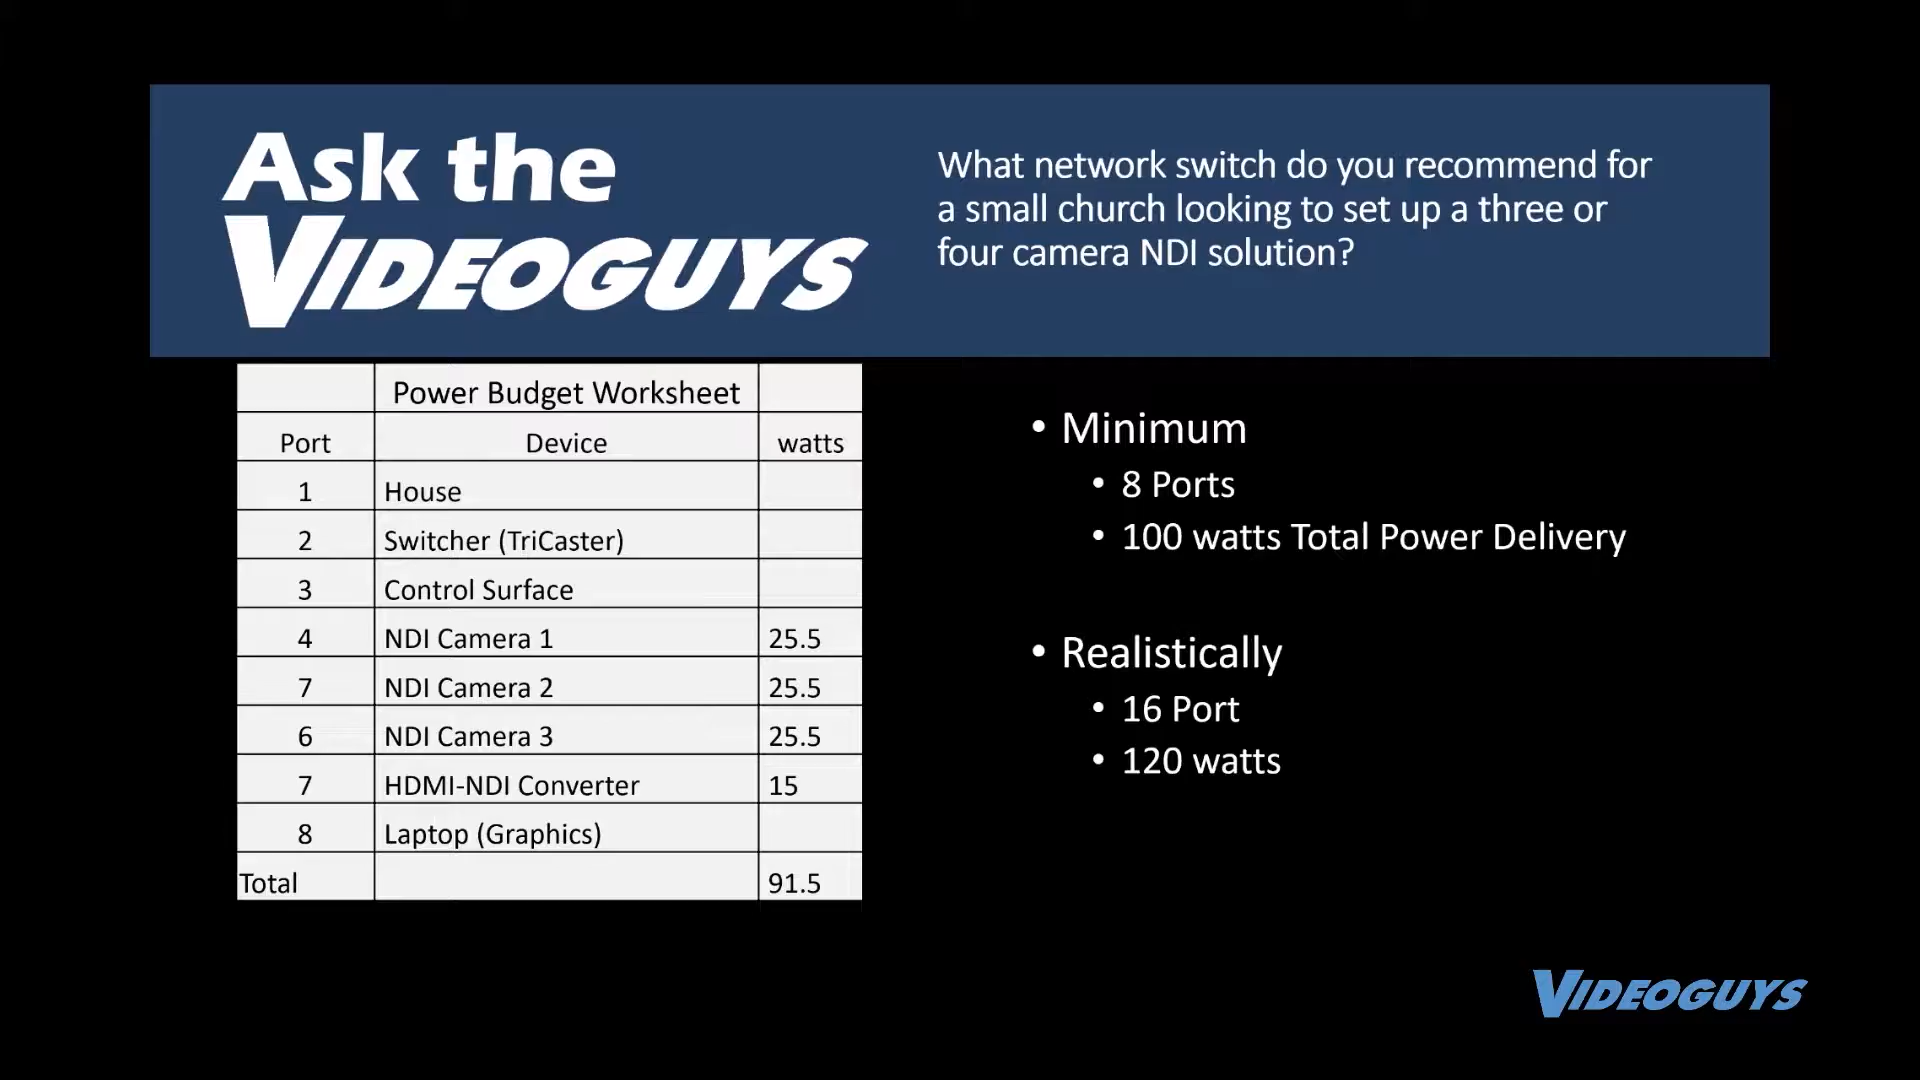 Ask the
VIDEOGUYS
What network switch do you recommend for
a small church looking to set up a three or
four camera NDI solution?
Power Budget Worksheet
Port Device watts
1 House
2 Switcher (TriCaster)
3 Control Surface
4 NDI Camera 1 25.5
7 NDI Camera 2 25.5
6 NDI Camera 3 25.5
7 HDMI-NDI Converter 15
8 Laptop (Graphics)
Total 91.5
• Minimum
• 8 Ports
• 100 watts Total Power Delivery
• Realistically
• 16 Port
• 120 watts
VIDEOGUYS